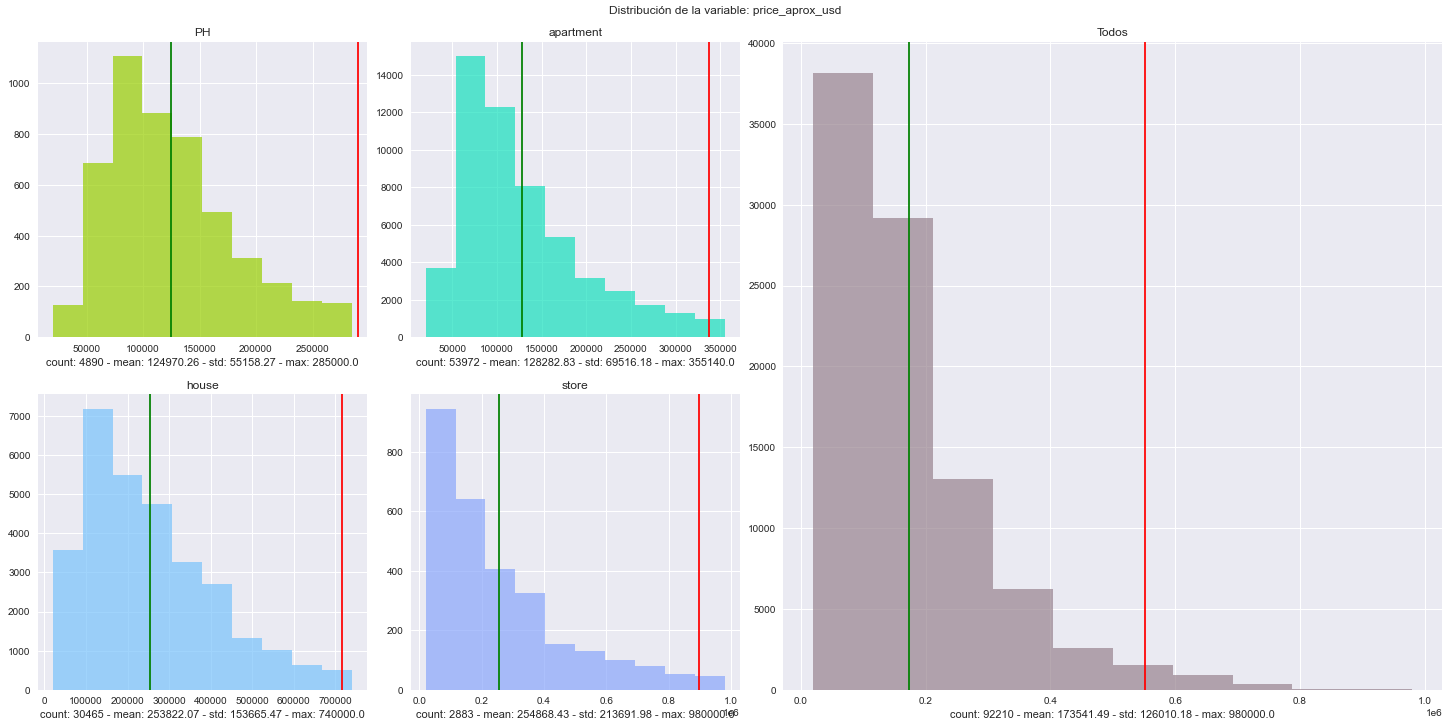 Distribución de la variable: price_aprox_usd
PH
1000
800
600
400
200
0
50000 100000 150000 200000 250000
count: 4890 - mean: 124970.26 - std: 55158.27 - max: 285000.0
apartment
14000
12000
10000
8000
6000
4000
2000
0
50000 100000 150000 200000 250000 300000 350000
count: 53972 - mean: 128282.83 - std: 69516.18 - max: 355140.0
house
7000
6000
5000
4000
3000
2000
1000
0
0 100000 200000 300000 400000 500000 600000 700000
count: 30465 - mean: 253822.07 - std: 153665.47 - max: 740000.0
store
800
600
400
200
0
0.0 0.2 0.4 0.6 0.8 1.0
1e6
count: 2883 - mean: 254868.43 - std: 213691.98 - max: 980000.0
Todos
40000
35000
30000
25000
20000
15000
10000
5000
0
0.0 0.2 0.4 0.6 0.8 1.0
1e6
count: 92210 - mean: 173541.49 - std: 126010.18 - max: 980000.0